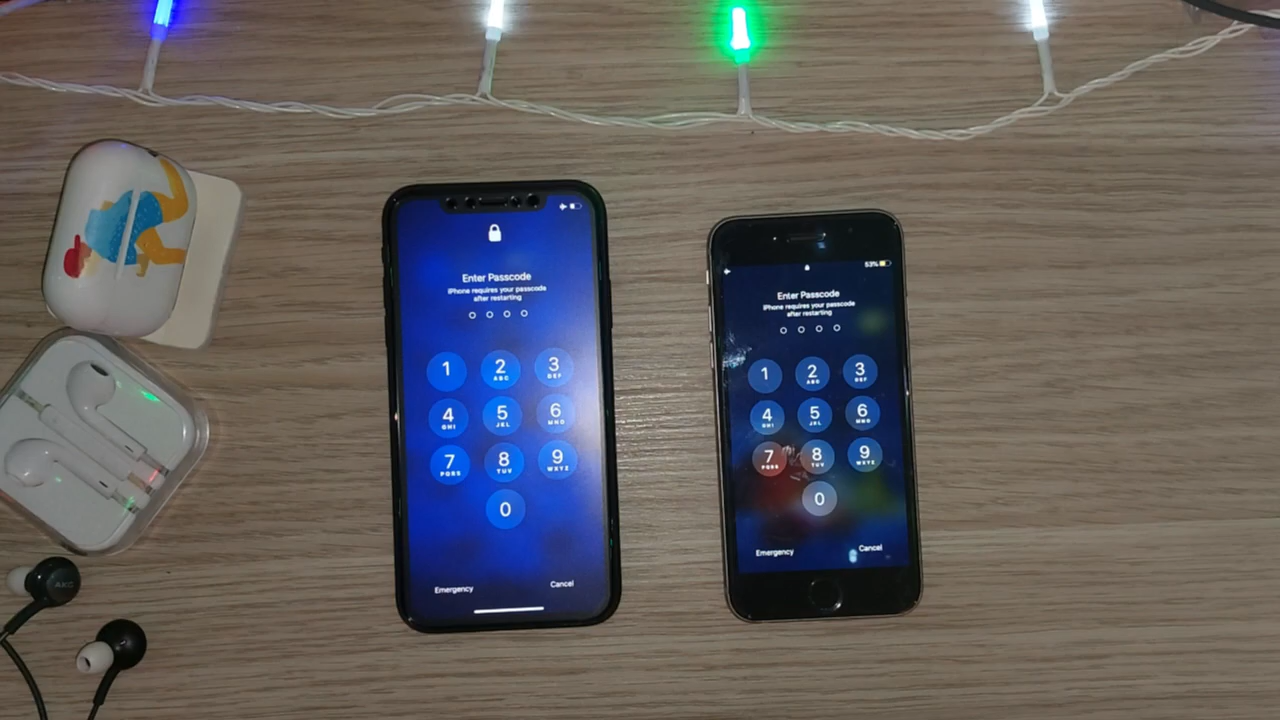 Enter Passcode
iPhone requires your passcode
after restarting
1
2
ABC
3
DEF
4
GHI
5
JKL
6
MNO
7
PQRS
8
TUV
9
WXYZ
0
Emergency
Cancel
53%
Enter Passcode
iPhone requires your passcode
after restarting
1
2
ABC
3
DEF
4
GHI
5
JKL
6
MNO
7
PQRS
8
TUV
9
WXYZ
0
Emergency
Cancel
AKG